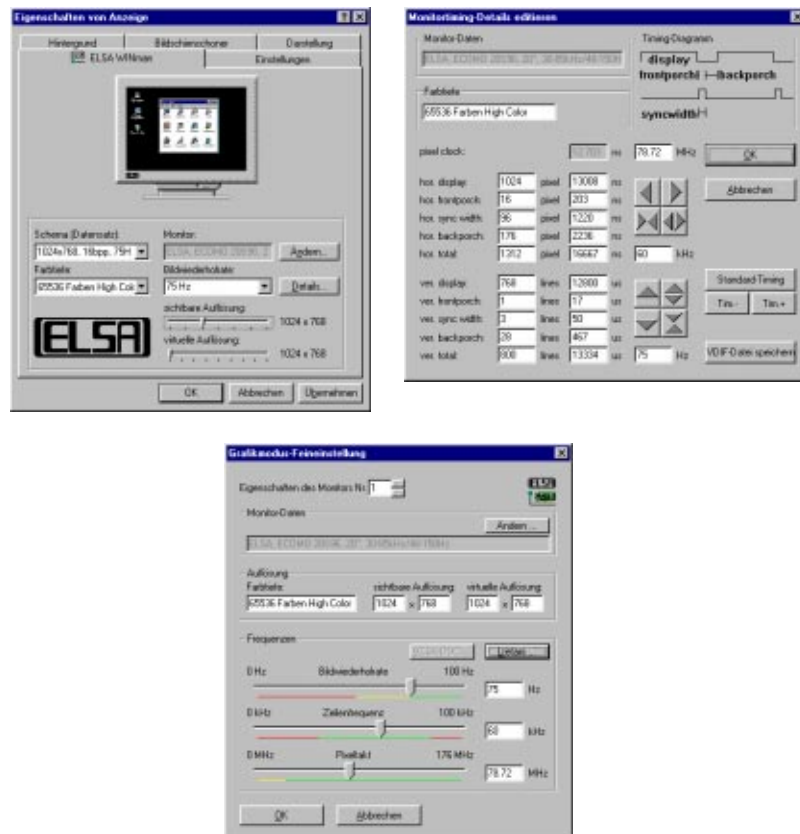 Eigenschaften von Anzeige
Hintergrund Bildschirmschoner Darstellung
ELSA WINman Einstellungen
Schema (Datensatz): Monitor:
1024x768, 16bpp, 75H Ändern...
Farbtiefe: Bildwiederholrate:
65536 Farben High Col 75 Hz Details...
sichtbare Auflösung:
1024 x 768
ELSA
virtuelle Auflösung:
1024 x 768
OK Abbrechen Übernehmen
Monitortiming-Details editieren
Monitor-Daten
Timing-Diagramm
display
frontporch backporch
syncwidth
Farbtiefe
65536 Farben High Color
pixel clock: ns 78.72 MHz
OK
Abbrechen
hor. display: 1024 pixel 13008 ns
hor. frontporch: 16 pixel 203 ns
hor. sync width: 96 pixel 1220 ns
hor. backporch: 176 pixel 2236 ns
hor. total: 1312 pixel 16667 ns 60 kHz
ver. display: 768 lines 12800 us
ver. frontporch: 1 lines 17 us
ver. sync width: 3 lines 50 us
ver. backporch: 28 lines 467 us
ver. total: 800 lines 13334 us 75 Hz
Standard Timing
Tim.- Tim.+
VDIF-Datei speichern
Grafikmodus-Feineinstellung
Eigenschaften des Monitors Nr. 1
ELSA
Monitor-Daten
Ändern ...
Auflösung
Farbtiefe: sichtbare Auflösung: virtuelle Auflösung:
65536 Farben High Color 1024 x 768 1024 x 768
Frequenzen
Details ...
0 Hz Bildwiederholrate 100 Hz
75 Hz
0 kHz Zeilenfrequenz 100 kHz
60 kHz
0 MHz Pixeltakt 176 MHz
78.72 MHz
OK Abbrechen